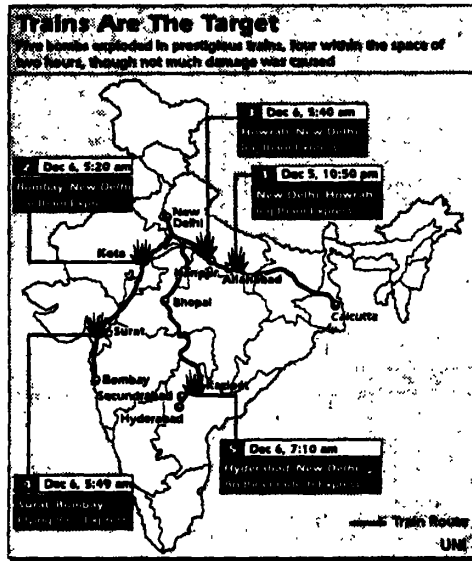 Trains Are The Target
Five bombs exploded in prestigious trains, four within the space of
two hours, though not much damage was caused
3 Dec 6, 5:40 am
Howrah New Delhi
2 Dec 6, 5:20 am
Bombay New Delhi
1 Dec 5, 10:50 pm
New Delhi Howrah
New
Delhi
Kota
Kanpur
Allahabad
Bhopal
Calcutta
Surat
Bombay
Kazipet
Secundrabad
Hyderabad
5 Dec 6, 7:10 am
Hyderabad New Delhi
Dec 6, 5:49 am
Surat Bombay
Train Route
UNI